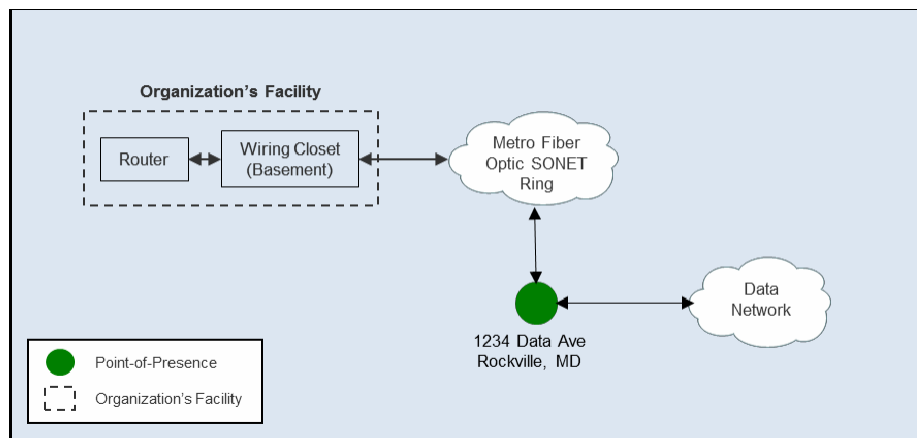 Organization's Facility
Router
Wiring Closet
(Basement)
Metro Fiber
Optic SONET
Ring
Data
Network
1234 Data Ave
Rockville, MD
Point-of-Presence
Organization's Facility